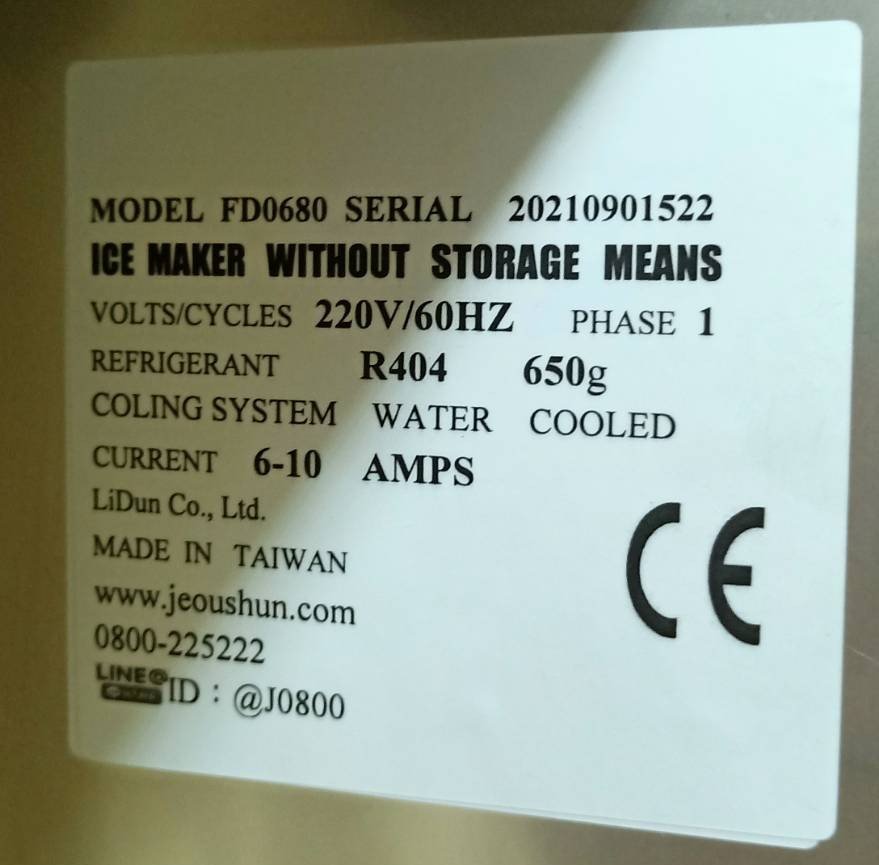 MODEL FD0680 SERIAL 20210901522
ICE MAKER WITHOUT STORAGE MEANS
VOLTS/CYCLES 220V/60HZ PHASE 1
REFRIGERANT R404 650g
COLING SYSTEM WATER COOLED
CURRENT 6-10 AMPS
LiDun Co., Ltd.
MADE IN TAIWAN
www.jeoushun.com
0800-225222
LINE@ ID：@J0800
CE